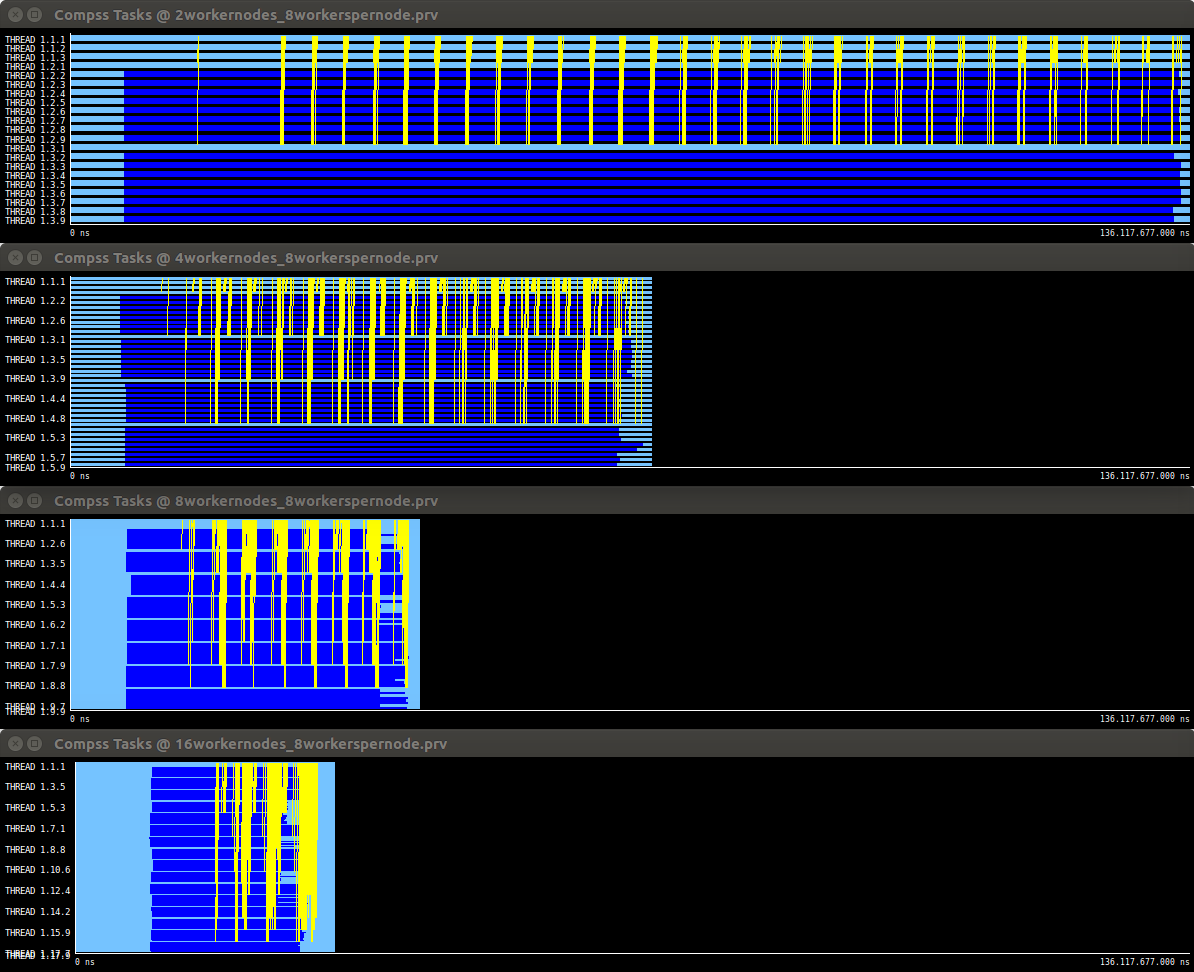 Compss Tasks @ 2workernodes_8workerspernode.prv
THREAD 1.1.1
THREAD 1.1.2
THREAD 1.1.3
THREAD 1.2.1
THREAD 1.2.2
THREAD 1.2.3
THREAD 1.2.4
THREAD 1.2.5
THREAD 1.2.6
THREAD 1.2.7
THREAD 1.2.8
THREAD 1.2.9
THREAD 1.3.1
THREAD 1.3.2
THREAD 1.3.3
THREAD 1.3.4
THREAD 1.3.5
THREAD 1.3.6
THREAD 1.3.7
THREAD 1.3.8
THREAD 1.3.9
0 ns 136.117.677.000 ns
Compss Tasks @ 4workernodes_8workerspernode.prv
THREAD 1.1.1
THREAD 1.2.2
THREAD 1.2.6
THREAD 1.3.1
THREAD 1.3.5
THREAD 1.3.9
THREAD 1.4.4
THREAD 1.4.8
THREAD 1.5.3
THREAD 1.5.7
THREAD 1.5.9
0 ns 136.117.677.000 ns
Compss Tasks @ 8workernodes_8workerspernode.prv
THREAD 1.1.1
THREAD 1.2.6
THREAD 1.3.5
THREAD 1.4.4
THREAD 1.5.3
THREAD 1.6.2
THREAD 1.7.1
THREAD 1.7.9
THREAD 1.8.8
THREAD 1.9.7
THREAD 1.9.9
0 ns 136.117.677.000 ns
Compss Tasks @ 16workernodes_8workerspernode.prv
THREAD 1.1.1
THREAD 1.3.5
THREAD 1.5.3
THREAD 1.7.1
THREAD 1.8.8
THREAD 1.10.6
THREAD 1.12.4
THREAD 1.14.2
THREAD 1.15.9
THREAD 1.17.7
THREAD 1.17.9
0 ns 136.117.677.000 ns